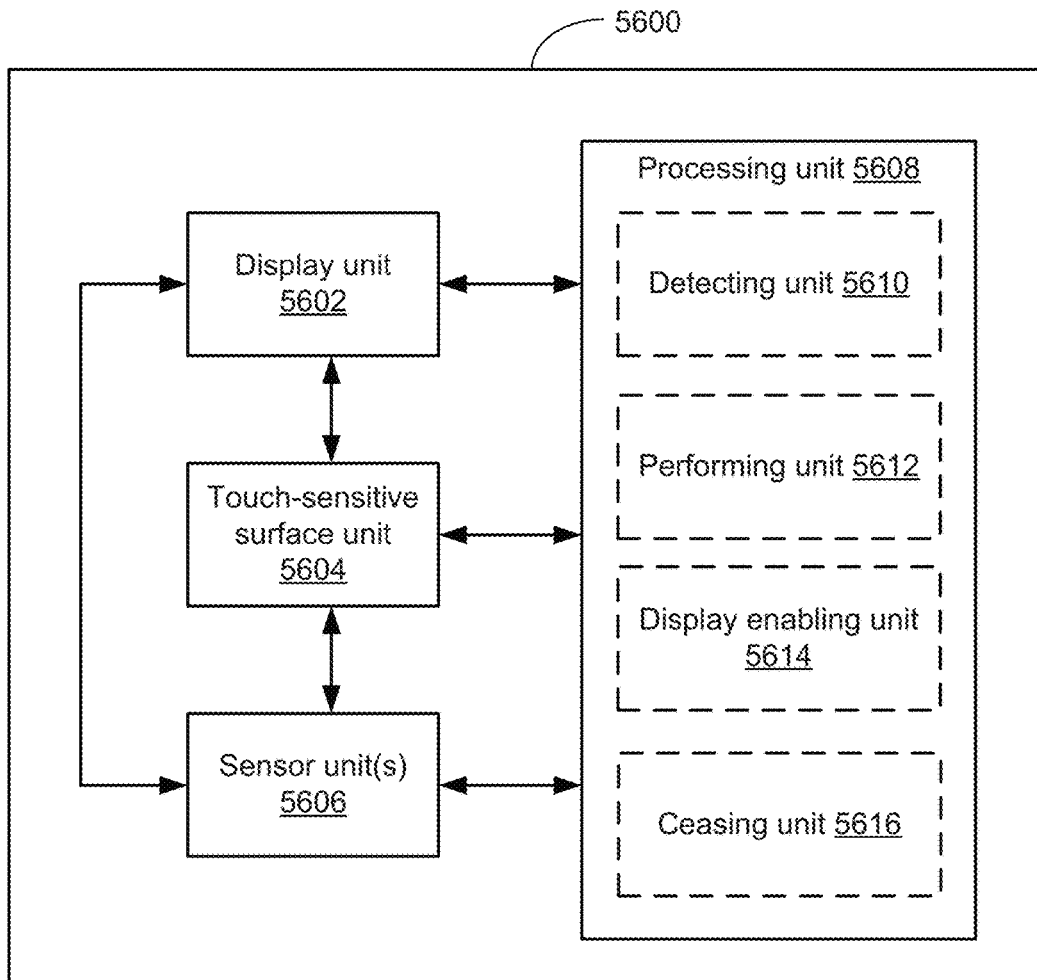 5600
Processing unit 5608
Display unit
5602
Detecting unit 5610
Performing unit 5612
Touch-sensitive
surface unit
5604
Display enabling unit
5614
Sensor unit(s)
5606
Ceasing unit 5616